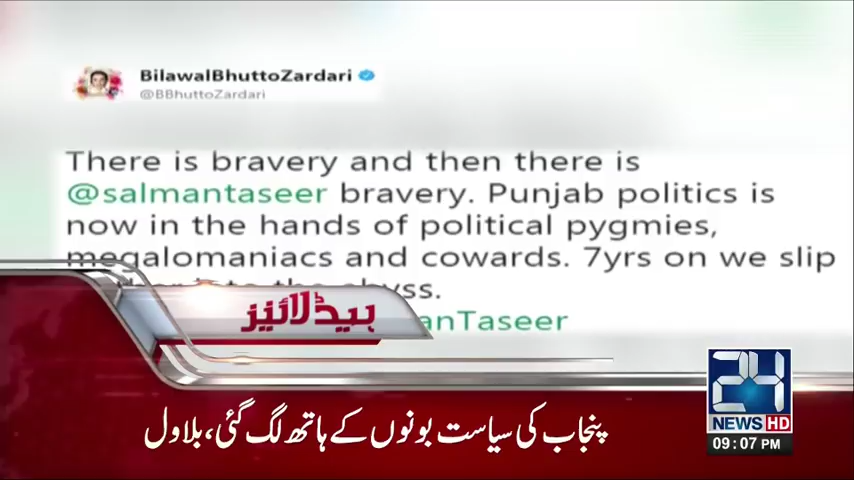 BilawalBhuttoZardari
@BBhuttoZardari
There is bravery and then there is
@salmantaseer bravery. Punjab politics is
now in the hands of political pygmies,
megalomaniacs and cowards. 7yrs on we slip
abyss.
anTaseer
ہیڈلائنز
24
NEWS HD
09:07 PM
پنجاب کی سیاست بونوں کے ہاتھ لگ گئی، بلاول